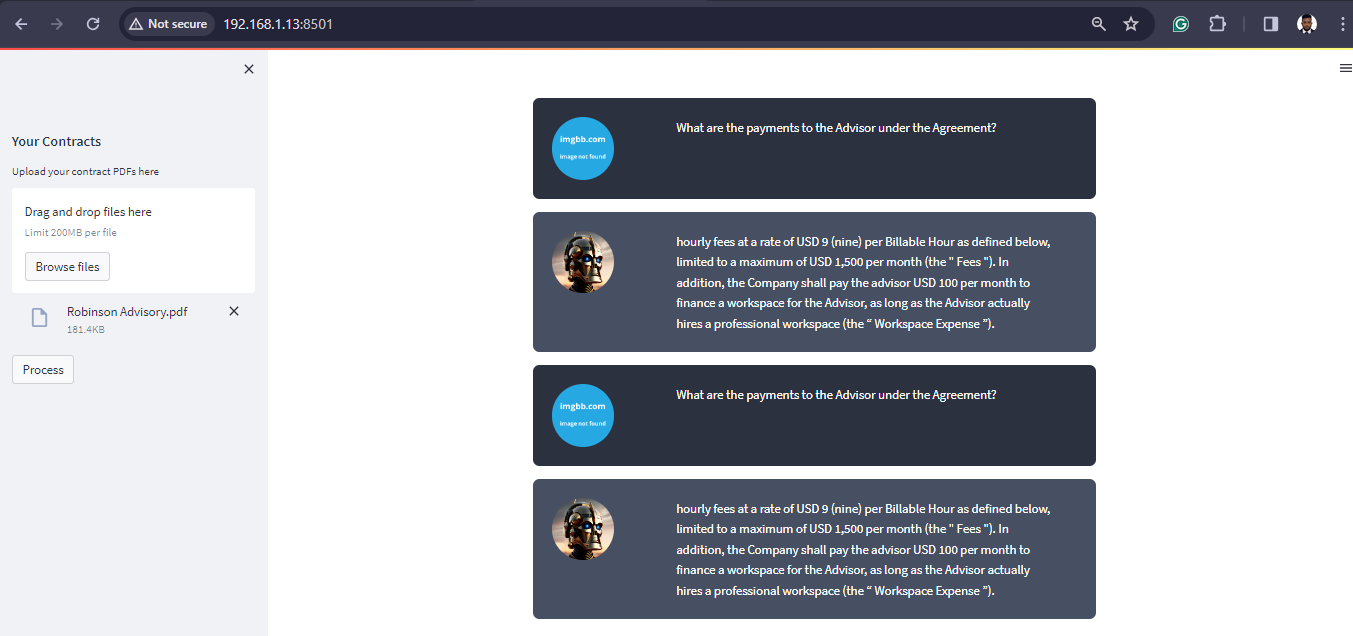 Not secure
192.168.1.13:8501
Your Contracts
Upload your contract PDFs here
Drag and drop files here
Limit 200MB per file
Browse files
Robinson Advisory.pdf
181.4KB
Process
imgbb.com
image not found
What are the payments to the Advisor under the Agreement?
hourly fees at a rate of USD 9 (nine) per Billable Hour as defined below,
limited to a maximum of USD 1,500 per month (the " Fees "). In
addition, the Company shall pay the advisor USD 100 per month to
finance a workspace for the Advisor, as long as the Advisor actually
hires a professional workspace (the “ Workspace Expense ”).
imgbb.com
image not found
What are the payments to the Advisor under the Agreement?
hourly fees at a rate of USD 9 (nine) per Billable Hour as defined below,
limited to a maximum of USD 1,500 per month (the " Fees "). In
addition, the Company shall pay the advisor USD 100 per month to
finance a workspace for the Advisor, as long as the Advisor actually
hires a professional workspace (the “ Workspace Expense ”).